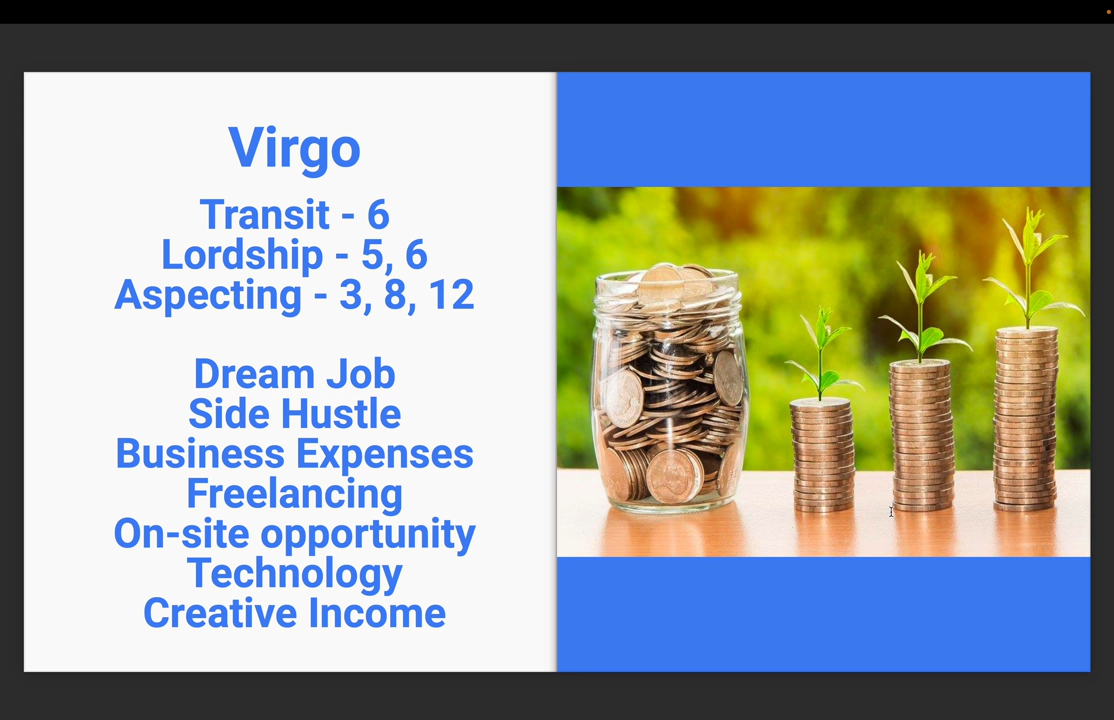 Virgo
Transit - 6
Lordship - 5, 6
Aspecting - 3, 8, 12
Dream Job
Side Hustle
Business Expenses
Freelancing
On-site opportunity
Technology
Creative Income